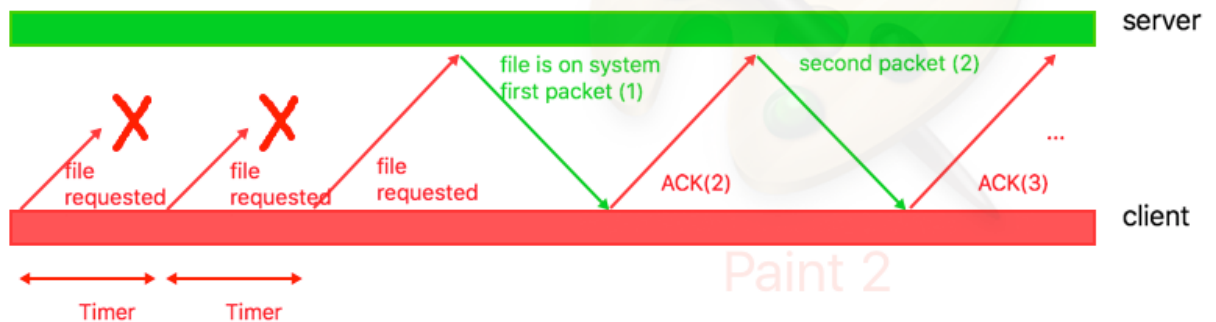 server
file is on system
first packet (1)
second packet (2)
file
requested
file
requested
file
requested
ACK(2)
...
ACK(3)
client
Paint 2
Timer
Timer